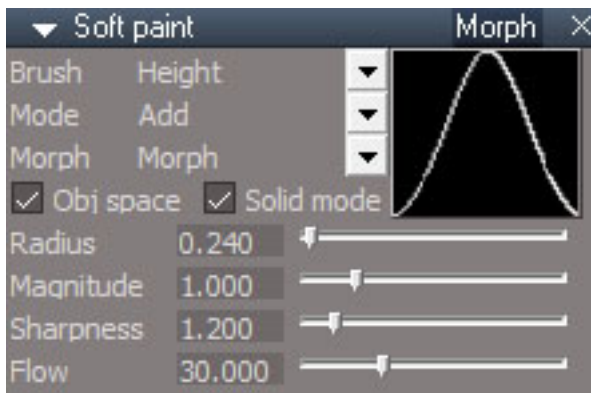 Soft paint Morph
Brush Height
Mode Add
Morph Morph
Obj space Solid mode
Radius 0.240
Magnitude 1.000
Sharpness 1.200
Flow 30.000